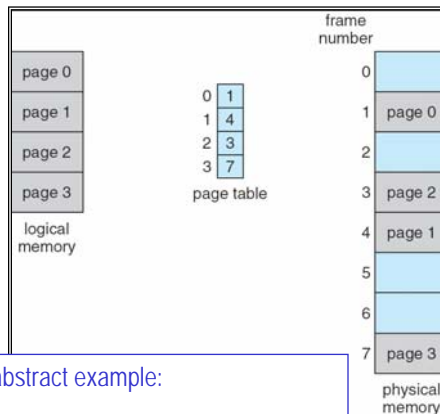 frame
number
page 0
page 1
page 2
page 3
logical
memory
0 1
1 4
2 3
3 7
page table
0
1 page 0
2
3 page 2
4 page 1
5
6
7 page 3
physical
memory
abstract example: